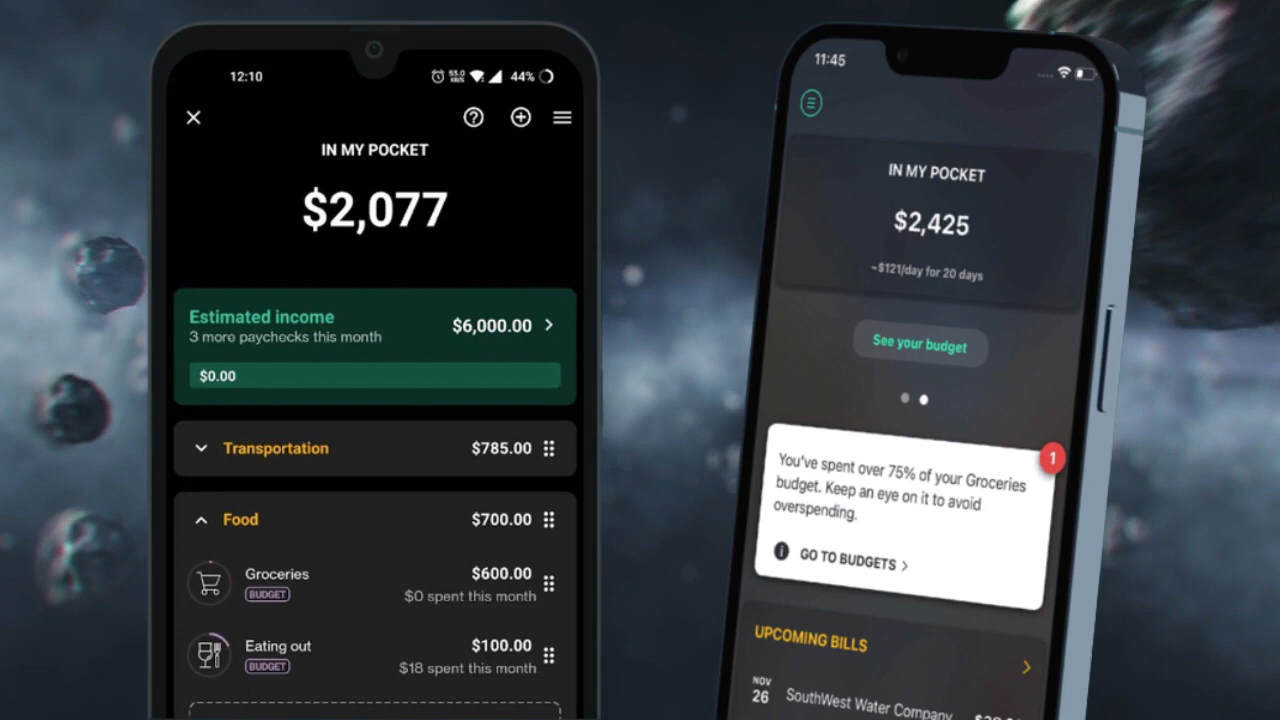 12:10
53.0 KB/S
44%
IN MY POCKET
$2,077
Estimated income
$6,000.00
3 more paychecks this month
$0.00
Transportation
$785.00
Food
$700.00
Groceries
$600.00
BUDGET
$0 spent this month
Eating out
$100.00
BUDGET
$18 spent this month
11:45
IN MY POCKET
$2,425
~$121/day for 20 days
See your budget
1
You've spent over 75% of your Groceries
budget. Keep an eye on it to avoid
overspending.
GO TO BUDGETS
UPCOMING BILLS
NOV
26
SouthWest Water Company